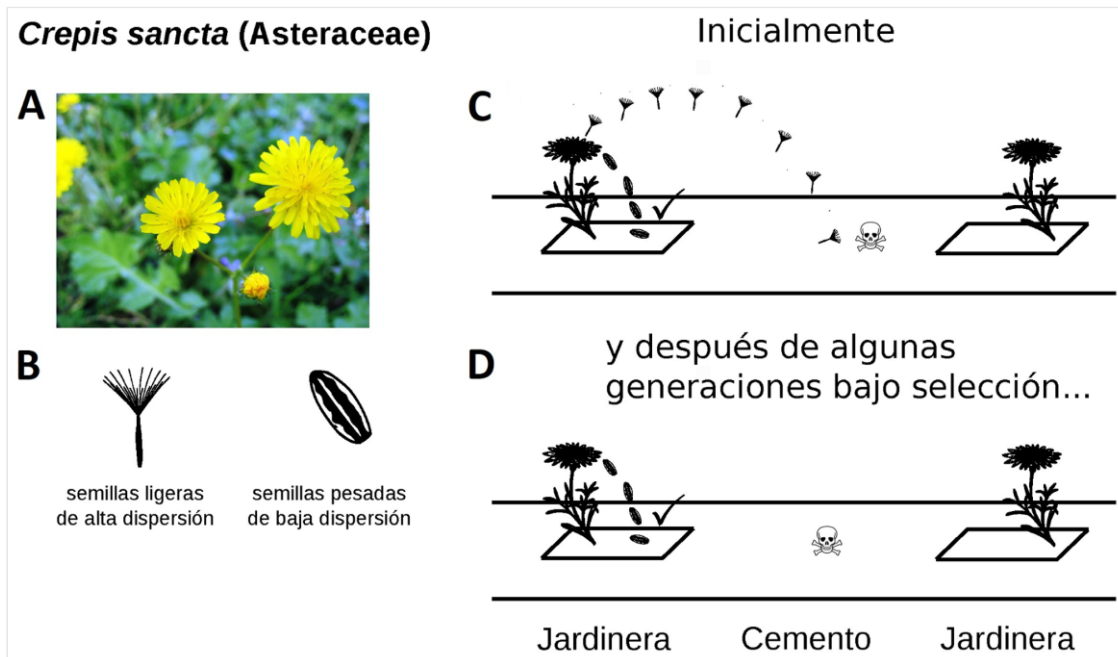 Crepis sancta (Asteraceae)
A
B
semillas ligeras
de alta dispersión
semillas pesadas
de baja dispersión
Inicialmente
C
D
y después de algunas
generaciones bajo selección...
Jardinera
Cemento
Jardinera